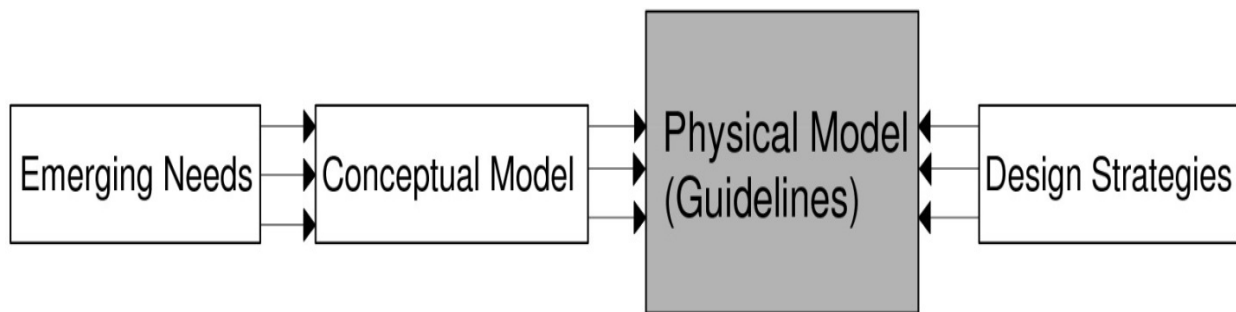 Emerging Needs
Conceptual Model
Physical Model
(Guidelines)
Design Strategies